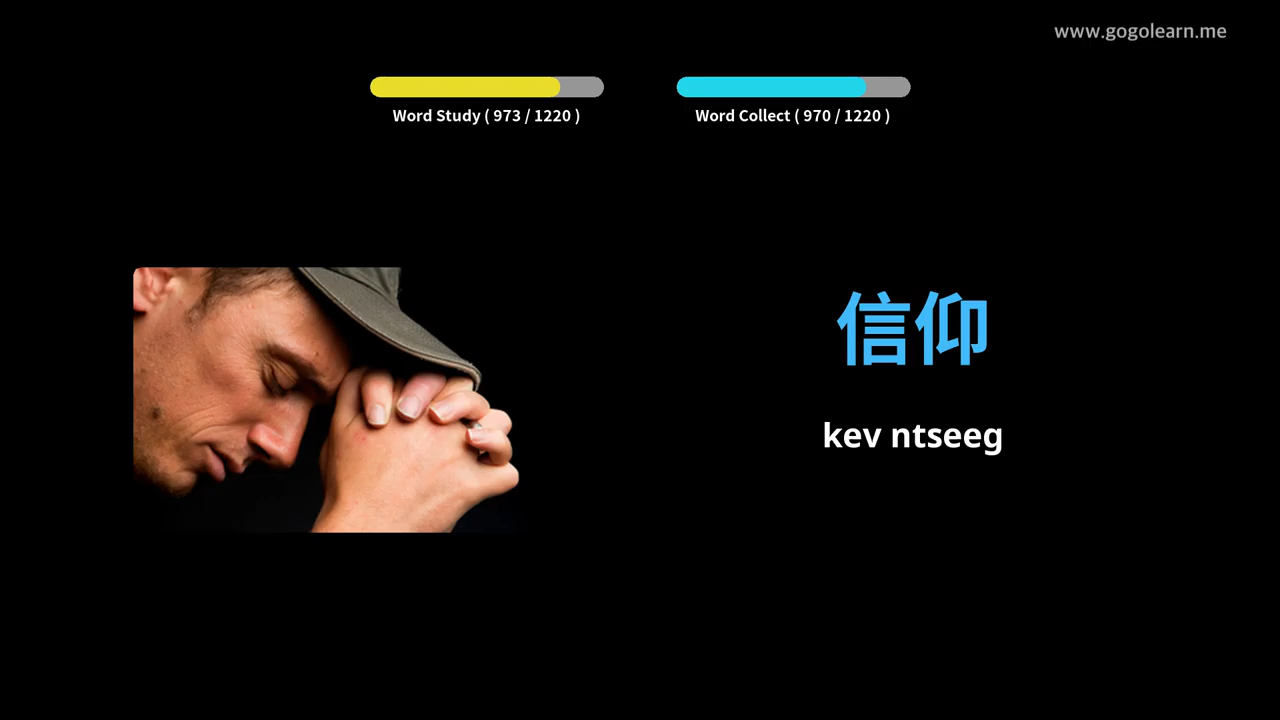 www.gogolearn.me
Word Study ( 973 / 1220 )
Word Collect ( 970 / 1220 )
信仰
kev ntseeg